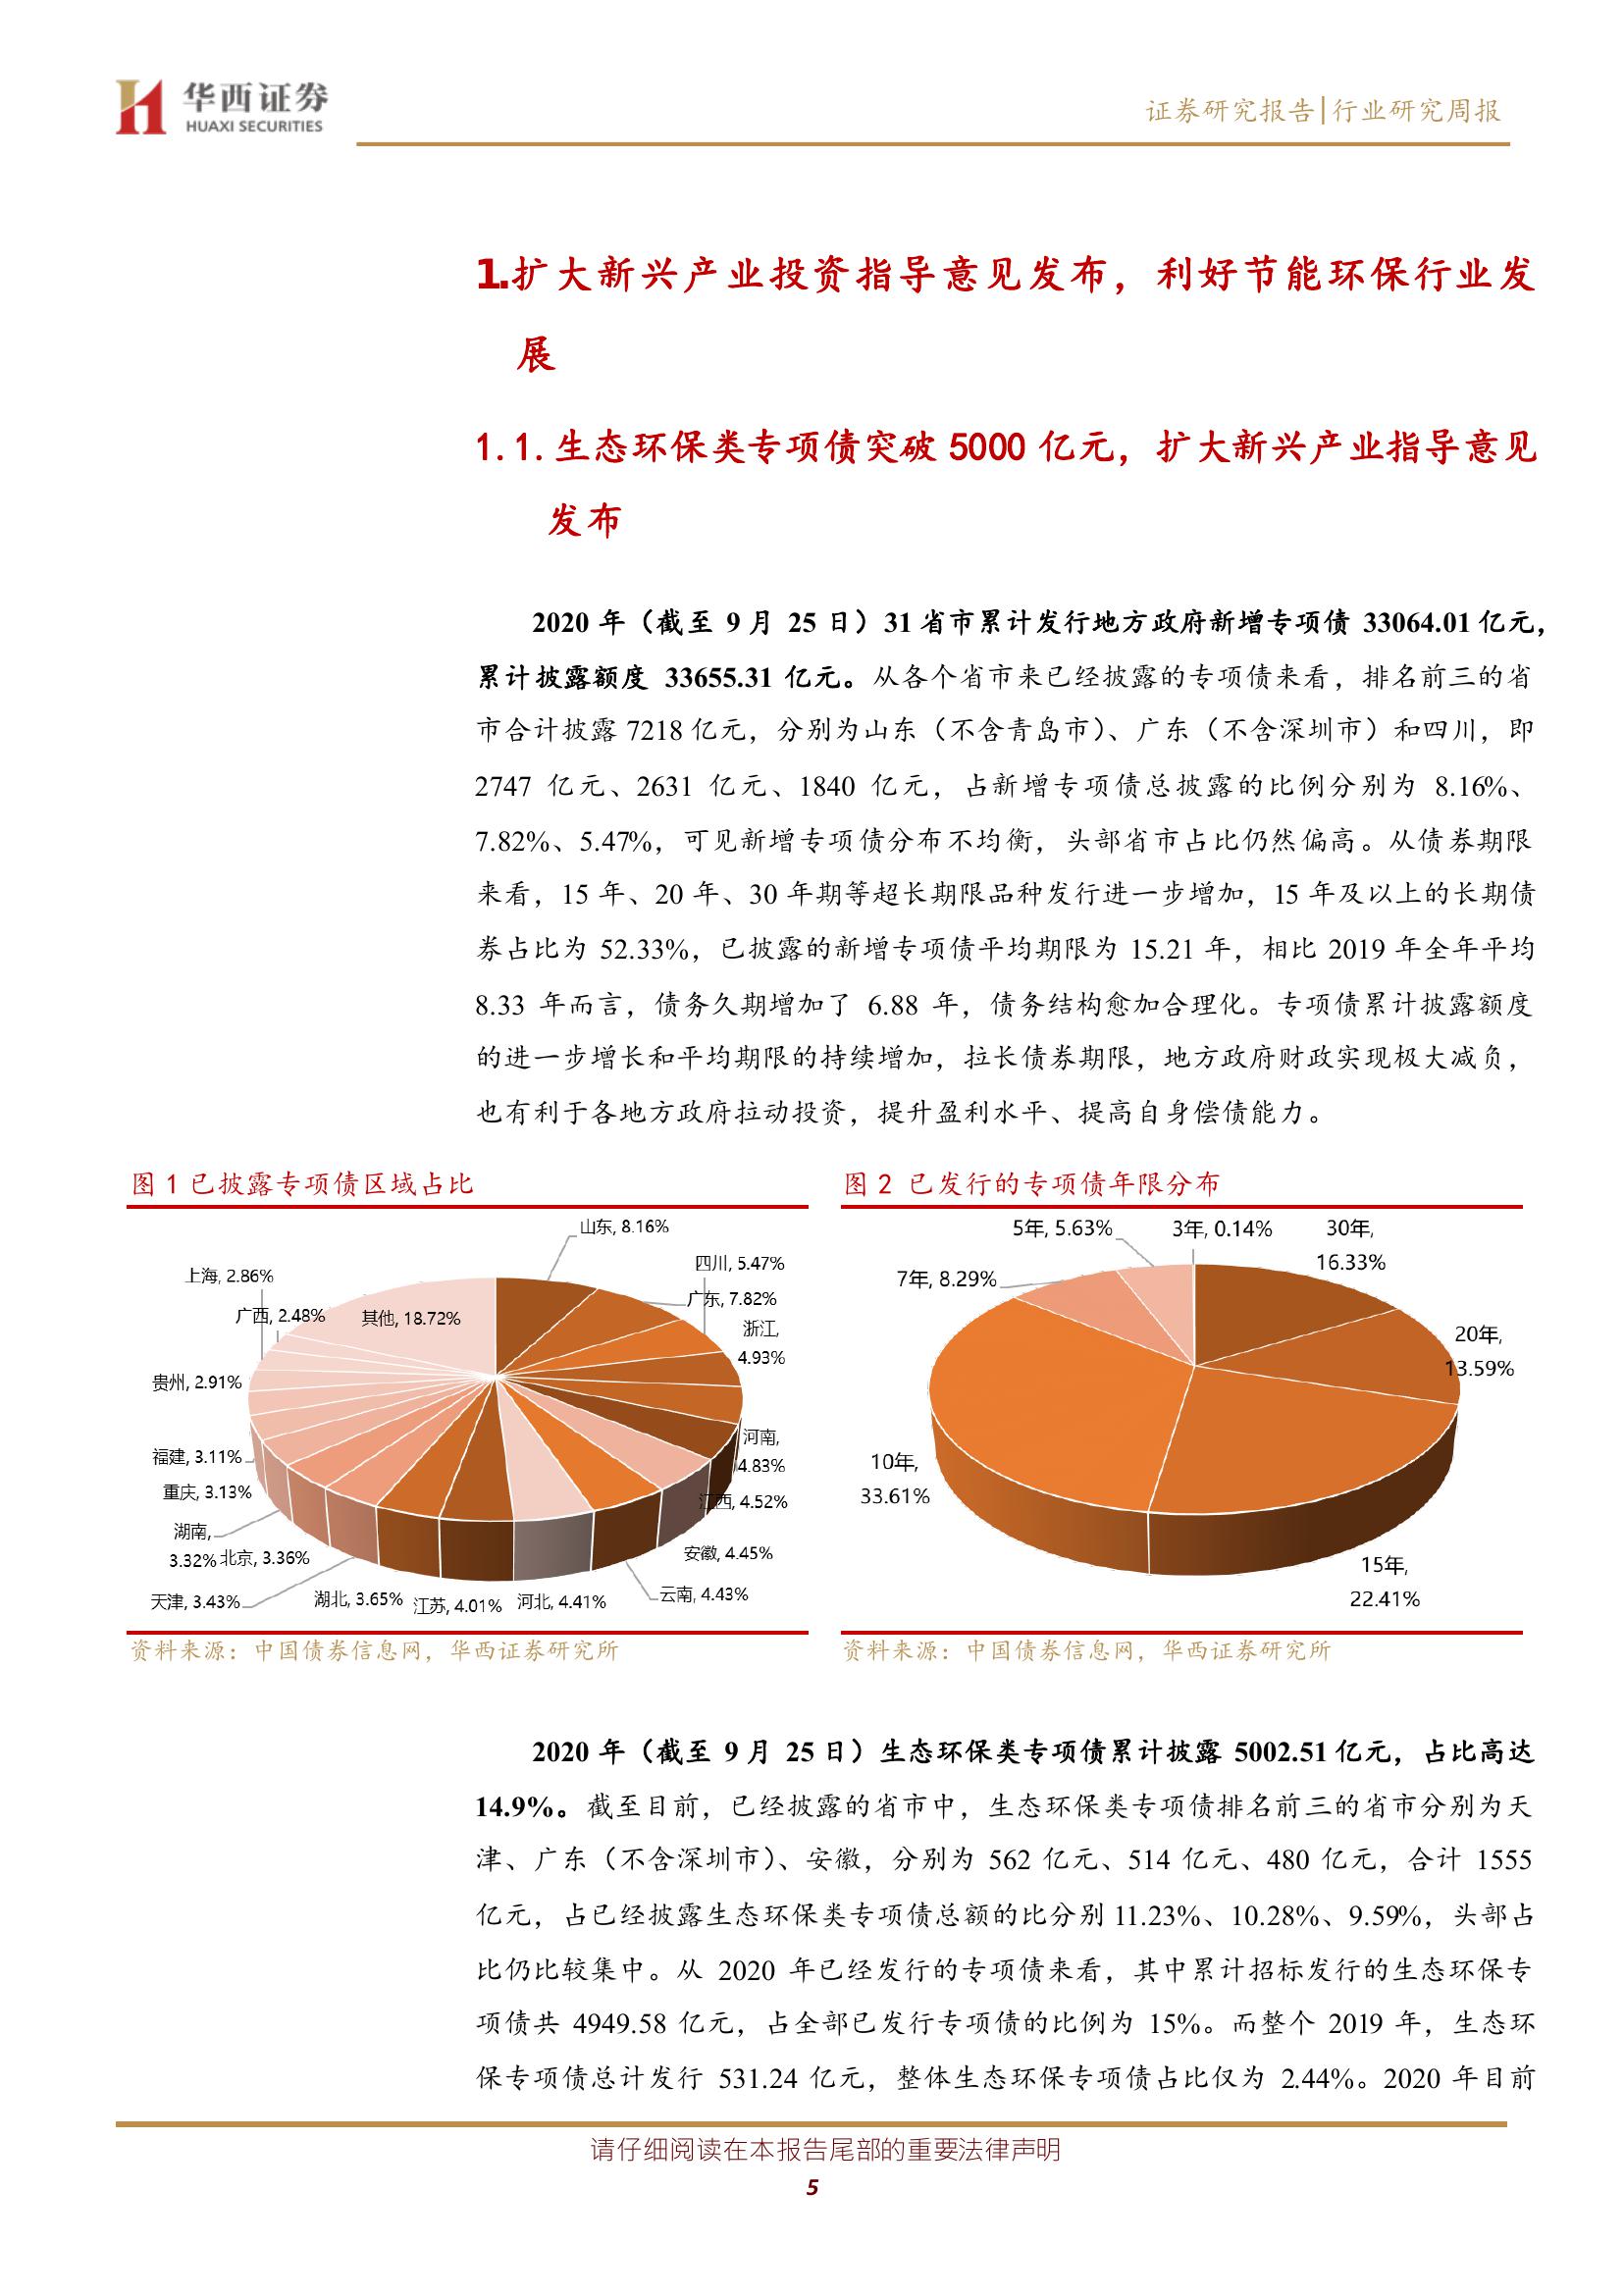 华西证券
HUAXI SECURITIES
证券研究报告|行业研究周报
1.扩大新兴产业投资指导意见发布，利好节能环保行业发
展
1.1.生态环保类专项债突破 5000 亿元，扩大新兴产业指导意见
发布
2020 年（截至 9 月 25 日）31 省市累计发行地方政府新增专项债 33064.01 亿元，
累计披露额度 33655.31 亿元。从各个省市来已经披露的专项债来看，排名前三的省
市合计披露 7218 亿元，分别为山东（不含青岛市）、广东（不含深圳市）和四川，即
2747 亿元、2631 亿元、1840 亿元，占新增专项债总披露的比例分别为 8.16%、
7.82%、5.47%，可见新增专项债分布不均衡，头部省市占比仍然偏高。从债券期限
来看，15 年、20 年、30 年期等超长期限品种发行进一步增加，15 年及以上的长期债
券占比为 52.33%，已披露的新增专项债平均期限为 15.21 年，相比 2019 年全年平均
8.33 年而言，债务久期增加了 6.88 年，债务结构愈加合理化。专项债累计披露额度
的进一步增长和平均期限的持续增加，拉长债券期限，地方政府财政实现极大减负，
也有利于各地方政府拉动投资，提升盈利水平、提高自身偿债能力。
图 1 已披露专项债区域占比
山东, 8.16%
四川, 5.47%
广东, 7.82%
浙江,
4.93%
河南,
4.83%
江西, 4.52%
安徽, 4.45%
云南, 4.43%
河北, 4.41%
江苏, 4.01%
湖北, 3.65%
天津, 3.43%
北京, 3.36%
湖南,
3.32%
重庆, 3.13%
福建, 3.11%
贵州, 2.91%
上海, 2.86%
广西, 2.48%
其他, 18.72%
资料来源：中国债券信息网，华西证券研究所
图 2 已发行的专项债年限分布
5年, 5.63%
3年, 0.14%
30年,
16.33%
7年, 8.29%
20年,
13.59%
10年,
33.61%
15年,
22.41%
资料来源：中国债券信息网，华西证券研究所
2020 年（截至 9 月 25 日）生态环保类专项债累计披露 5002.51 亿元，占比高达
14.9%。截至目前，已经披露的省市中，生态环保类专项债排名前三的省市分别为天
津、广东（不含深圳市）、安徽，分别为 562 亿元、514 亿元、480 亿元，合计 1555
亿元，占已经披露生态环保类专项债总额的比分别 11.23%、10.28%、9.59%，头部占
比仍比较集中。从 2020 年已经发行的专项债来看，其中累计招标发行的生态环保专
项债共 4949.58 亿元，占全部已发行专项债的比例为 15%。而整个 2019 年，生态环
保专项债总计发行 531.24 亿元，整体生态环保专项债占比仅为 2.44%。2020 年目前
请仔细阅读在本报告尾部的重要法律声明
5